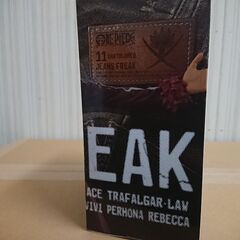 ONE PIECE
11
JEANS FREAK
EAK
ACE TRAFALGAR·LAW
VIVI PERHONA REBECCA